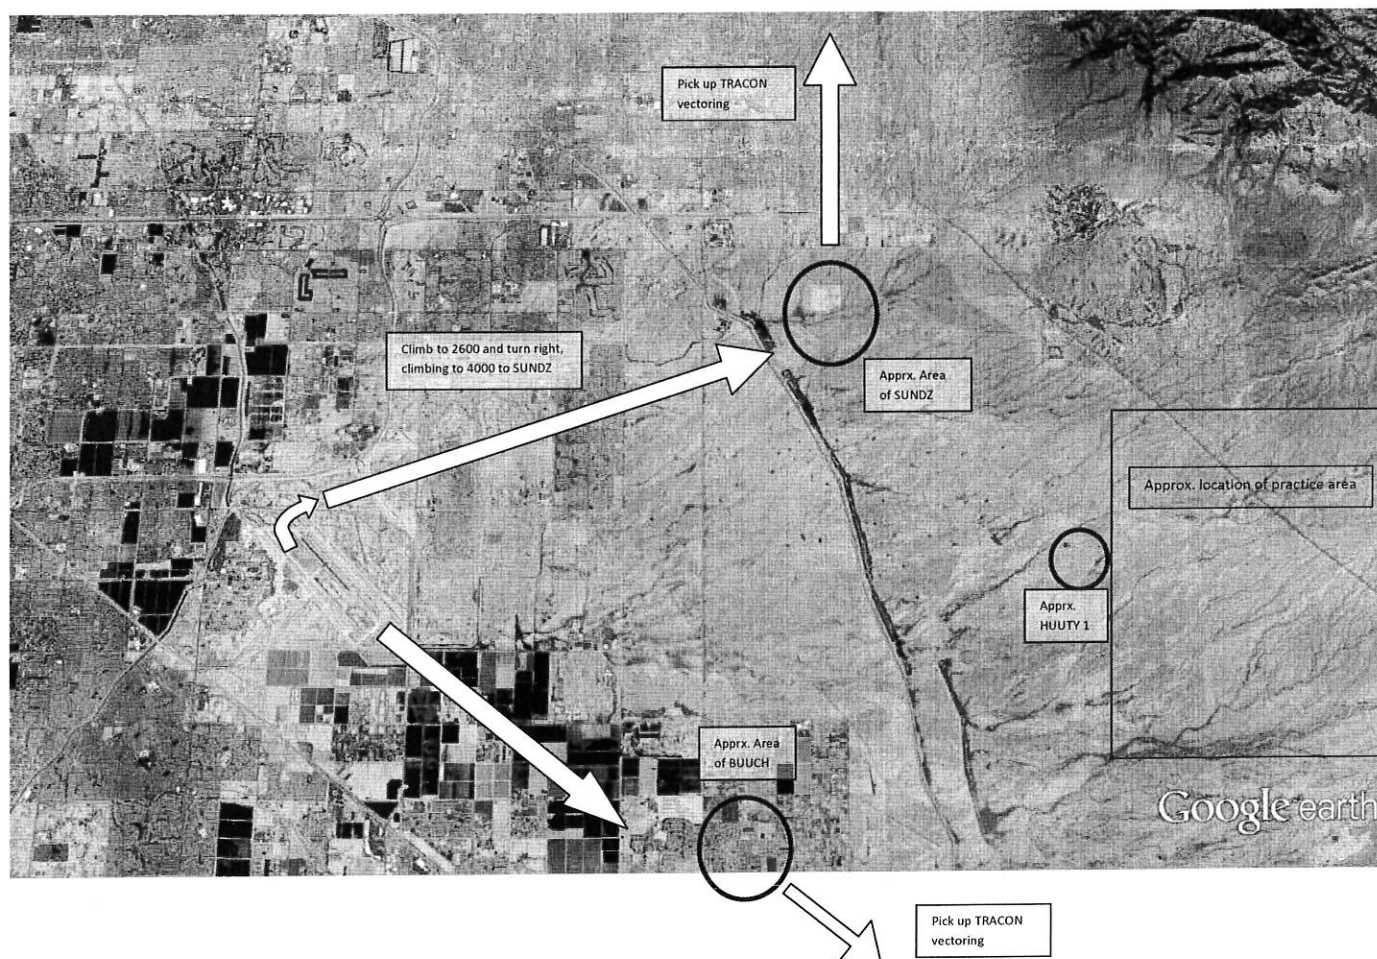 Pick up TRACON
vectoring
Climb to 2600 and turn right,
climbing to 4000 to SUNDZ
Apprx. Area
of SUNDZ
Approx. location of practice area
Apprx.
HUUTY 1
Apprx. Area
of BUUCH
Google earth
Pick up TRACON
vectoring